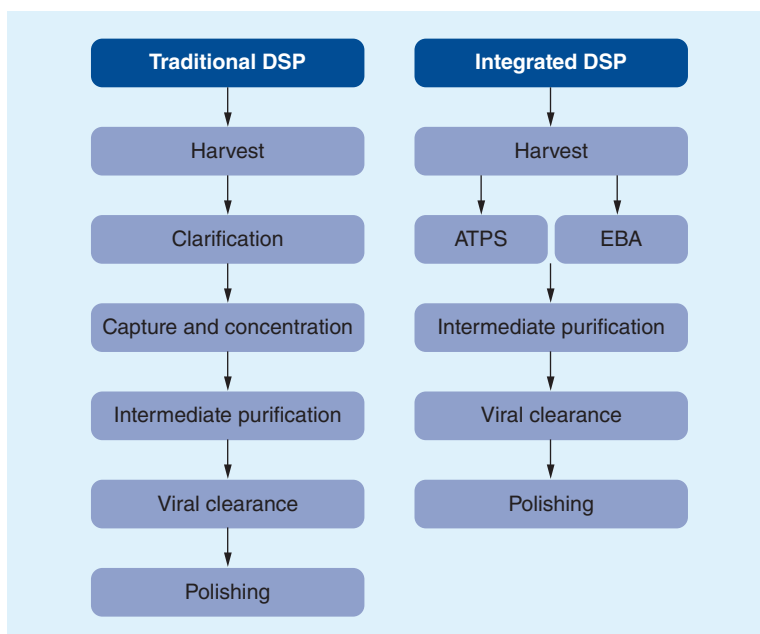 Traditional DSP
Harvest
Clarification
Capture and concentration
Intermediate purification
Viral clearance
Polishing
Integrated DSP
Harvest
ATPS
EBA
Intermediate purification
Viral clearance
Polishing